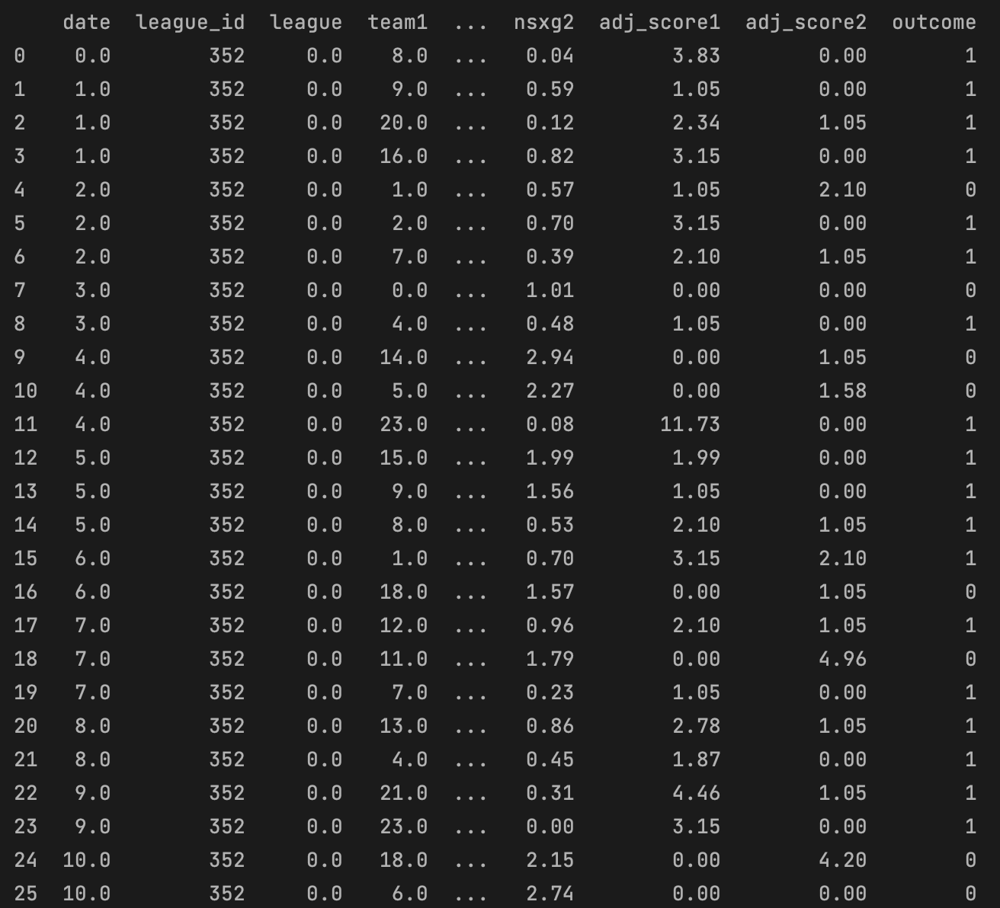 date league_id league team1 ... nsxg2 adj_score1 adj_score2 outcome
0 0.0 352 0.0 8.0 ... 0.04 3.83 0.00 1
1 1.0 352 0.0 9.0 ... 0.59 1.05 0.00 1
2 1.0 352 0.0 20.0 ... 0.12 2.34 1.05 1
3 1.0 352 0.0 16.0 ... 0.82 3.15 0.00 1
4 2.0 352 0.0 1.0 ... 0.57 1.05 2.10 0
5 2.0 352 0.0 2.0 ... 0.70 3.15 0.00 1
6 2.0 352 0.0 7.0 ... 0.39 2.10 1.05 1
7 3.0 352 0.0 0.0 ... 1.01 0.00 0.00 0
8 3.0 352 0.0 4.0 ... 0.48 1.05 0.00 1
9 4.0 352 0.0 14.0 ... 2.94 0.00 1.05 0
10 4.0 352 0.0 5.0 ... 2.27 0.00 1.58 0
11 4.0 352 0.0 23.0 ... 0.08 11.73 0.00 1
12 5.0 352 0.0 15.0 ... 1.99 1.99 0.00 1
13 5.0 352 0.0 9.0 ... 1.56 1.05 0.00 1
14 5.0 352 0.0 8.0 ... 0.53 2.10 1.05 1
15 6.0 352 0.0 1.0 ... 0.70 3.15 2.10 1
16 6.0 352 0.0 18.0 ... 1.57 0.00 1.05 0
17 7.0 352 0.0 12.0 ... 0.96 2.10 1.05 1
18 7.0 352 0.0 11.0 ... 1.79 0.00 4.96 0
19 7.0 352 0.0 7.0 ... 0.23 1.05 0.00 1
20 8.0 352 0.0 13.0 ... 0.86 2.78 1.05 1
21 8.0 352 0.0 4.0 ... 0.45 1.87 0.00 1
22 9.0 352 0.0 21.0 ... 0.31 4.46 1.05 1
23 9.0 352 0.0 23.0 ... 0.00 3.15 0.00 1
24 10.0 352 0.0 18.0 ... 2.15 0.00 4.20 0
25 10.0 352 0.0 6.0 ... 2.74 0.00 0.00 0